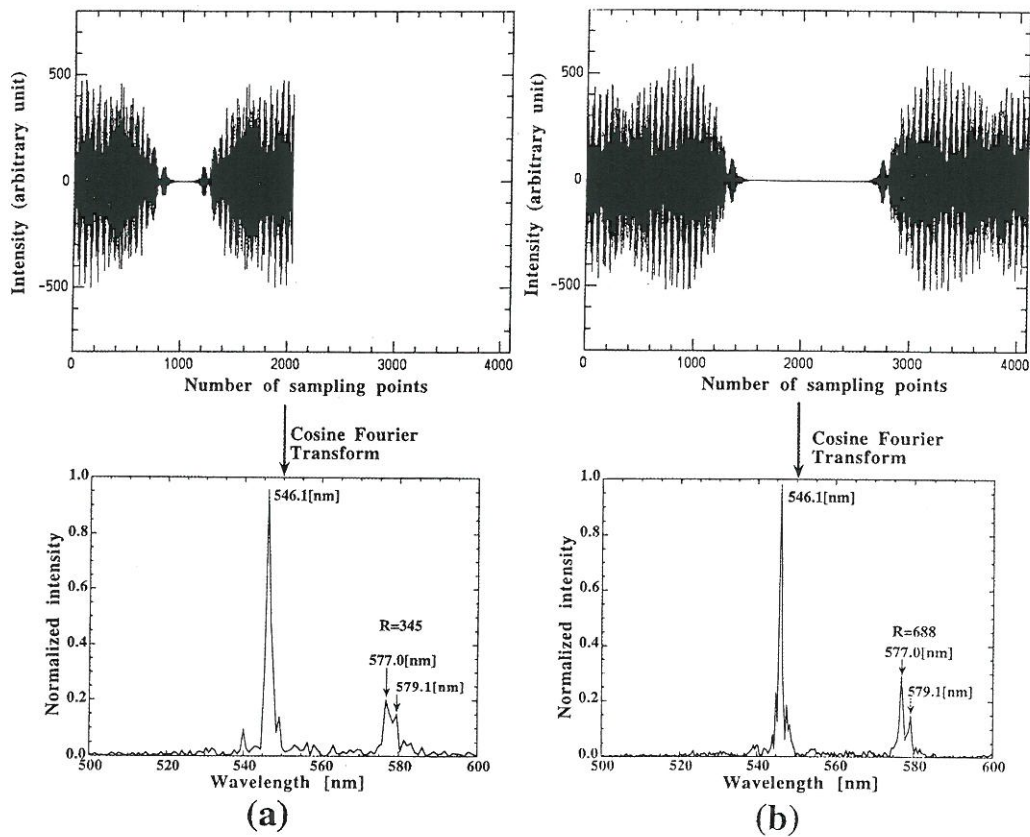 Intensity (arbitrary unit)
500
0
-500
0
1000
2000
3000
4000
Number of sampling points
Cosine Fourier
Transform
Normalized intensity
1.0
0.8
0.6
0.4
0.2
0.0
546.1[nm]
R=345
577.0[nm]
579.1[nm]
500
520
540
560
580
600
Wavelength [nm]
(a)
Intensity (arbitrary unit)
500
0
-500
0
1000
2000
3000
4000
Number of sampling points
Cosine Fourier
Transform
Normalized intensity
1.0
0.8
0.6
0.4
0.2
0.0
546.1[nm]
R=688
577.0[nm]
579.1[nm]
500
520
540
560
580
600
Wavelength [nm]
(b)